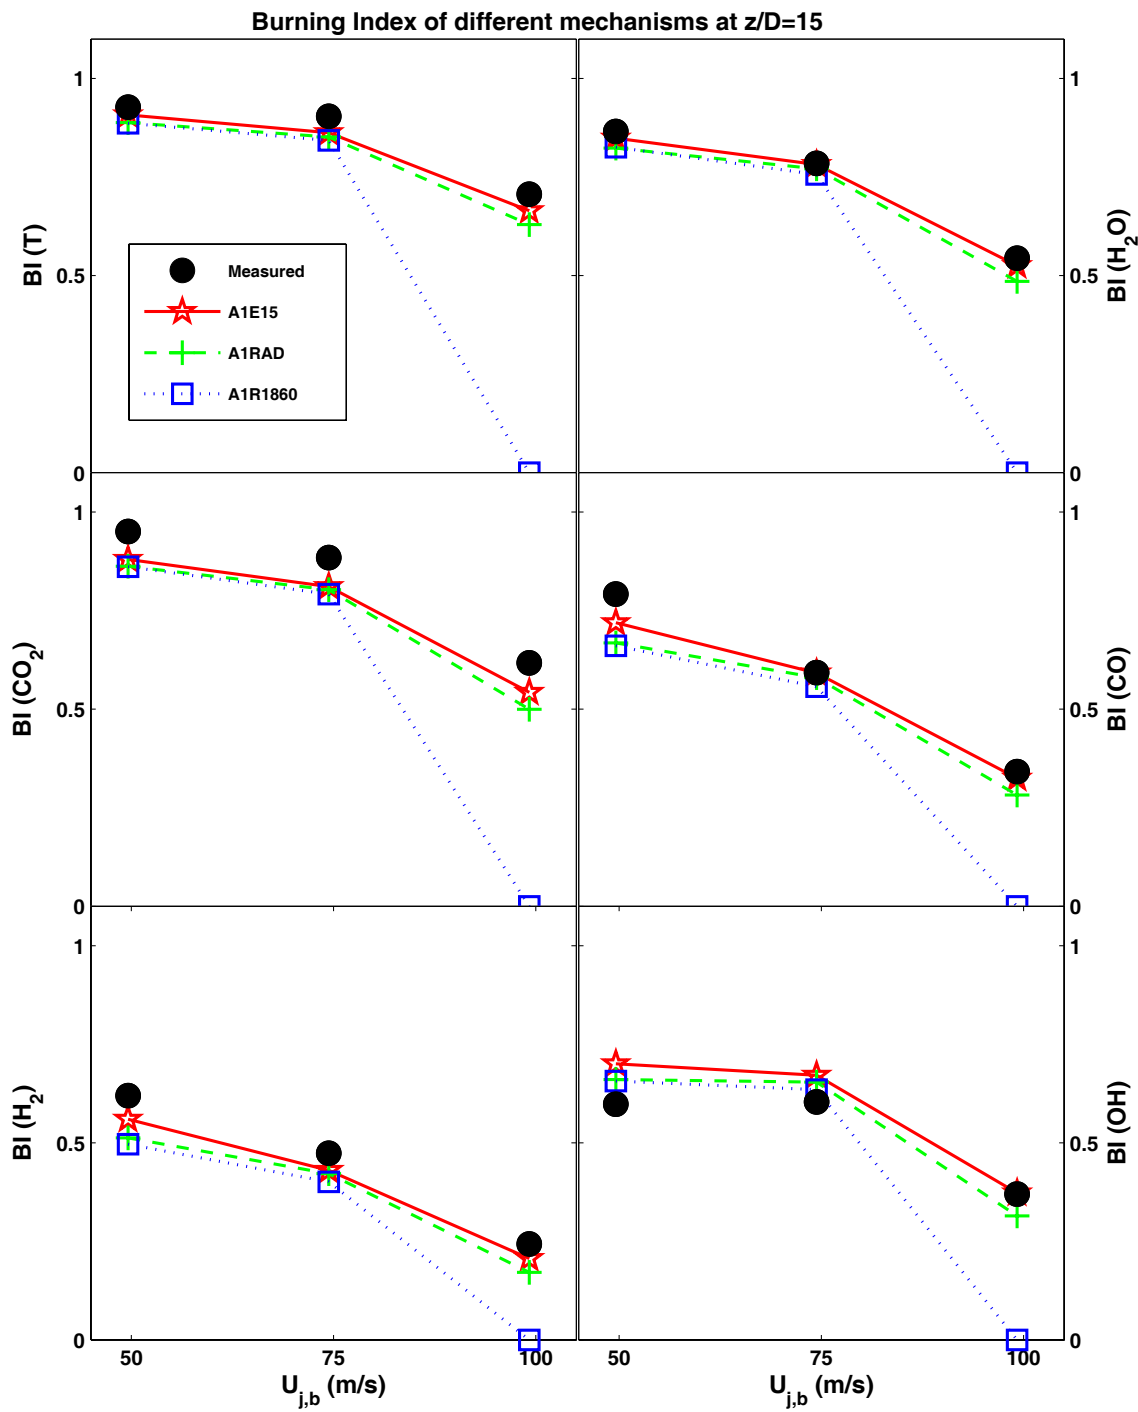 Burning Index of different mechanisms at z/D=15
1
0.5
0
BI (T)
Measured
A1E15
A1RAD
A1R1860
1
0.5
0
BI (H2O)
1
0.5
0
BI (CO2)
1
0.5
0
BI (CO)
1
0.5
0
BI (H2)
50 75 100
Uj,b (m/s)
1
0.5
0
BI (OH)
50 75 100
Uj,b (m/s)